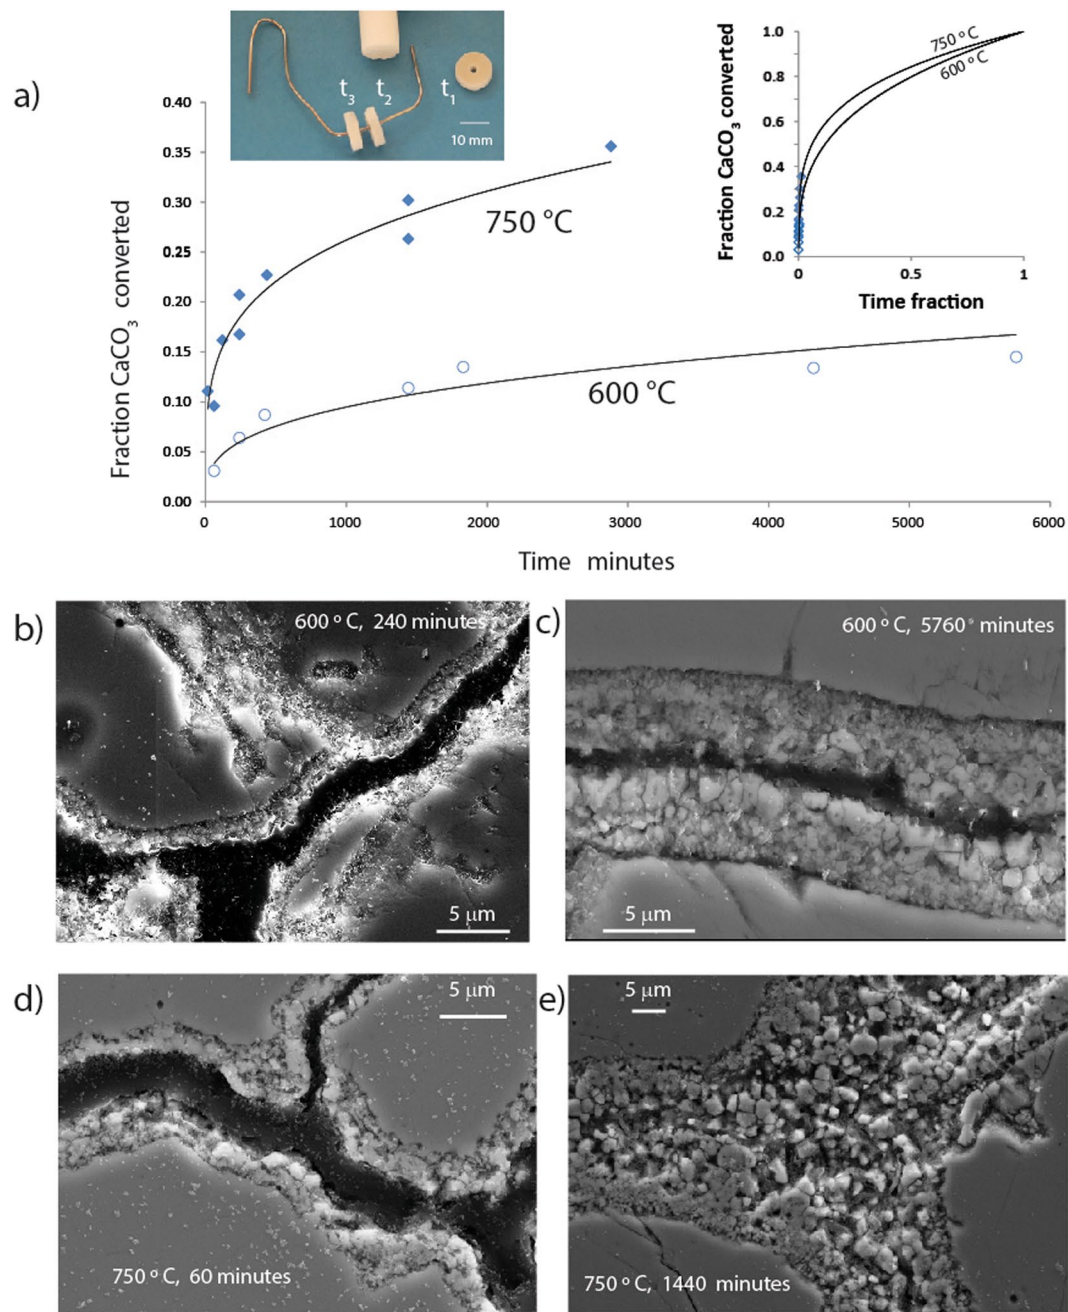 a)
t₃ t₂ t₁
10 mm
Fraction CaCO₃ converted
0.40
0.35
0.30
0.25
0.20
0.15
0.10
0.05
0.00
0 1000 2000 3000 4000 5000 6000
Time minutes
750 °C
600 °C
Fraction CaCO₃ converted
1.0
0.8
0.6
0.4
0.2
0.0
0 0.5 1
Time fraction
750 °C
600 °C
b)
600 º C, 240 minutes
5 μm
c)
600 º C, 5760 minutes
5 μm
d)
5 μm
750 º C, 60 minutes
e)
5 μm
750 º C, 1440 minutes